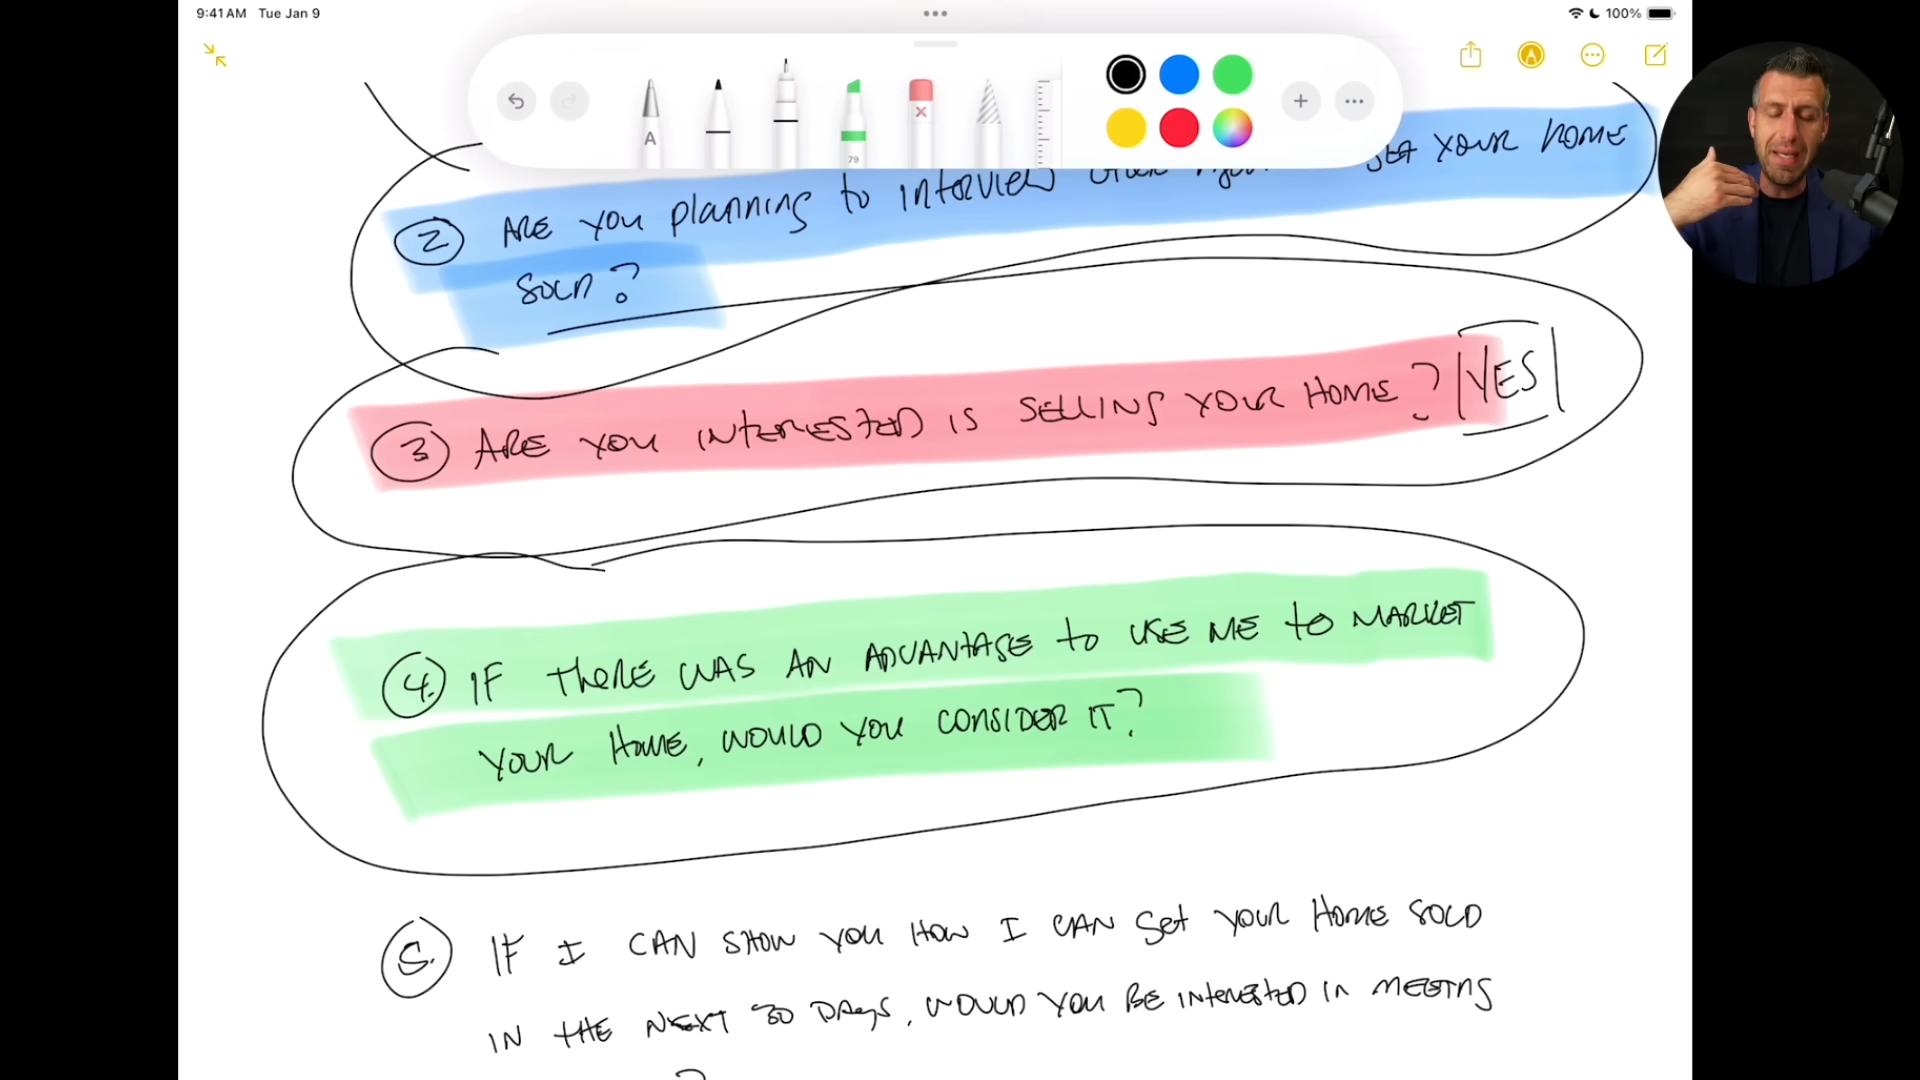 9:41 AM Tue Jan 9
100%
A
79
2 ARE YOU planning to INTERVIEW YOUR HOME
SOLD?
3 ARE YOU INTERESTED IS SELLING YOUR HOME? YES
4. IF THERE WAS AN ADVANTAGE to USE ME to MARKET
YOUR HOME, WOULD YOU CONSIDER IT?
5. IF I CAN SHOW YOU HOW I CAN Get YOUR HOME SOLD
IN THE NEXT 30 DAYS, WOULD YOU BE INTERESTED IN MEETING
?